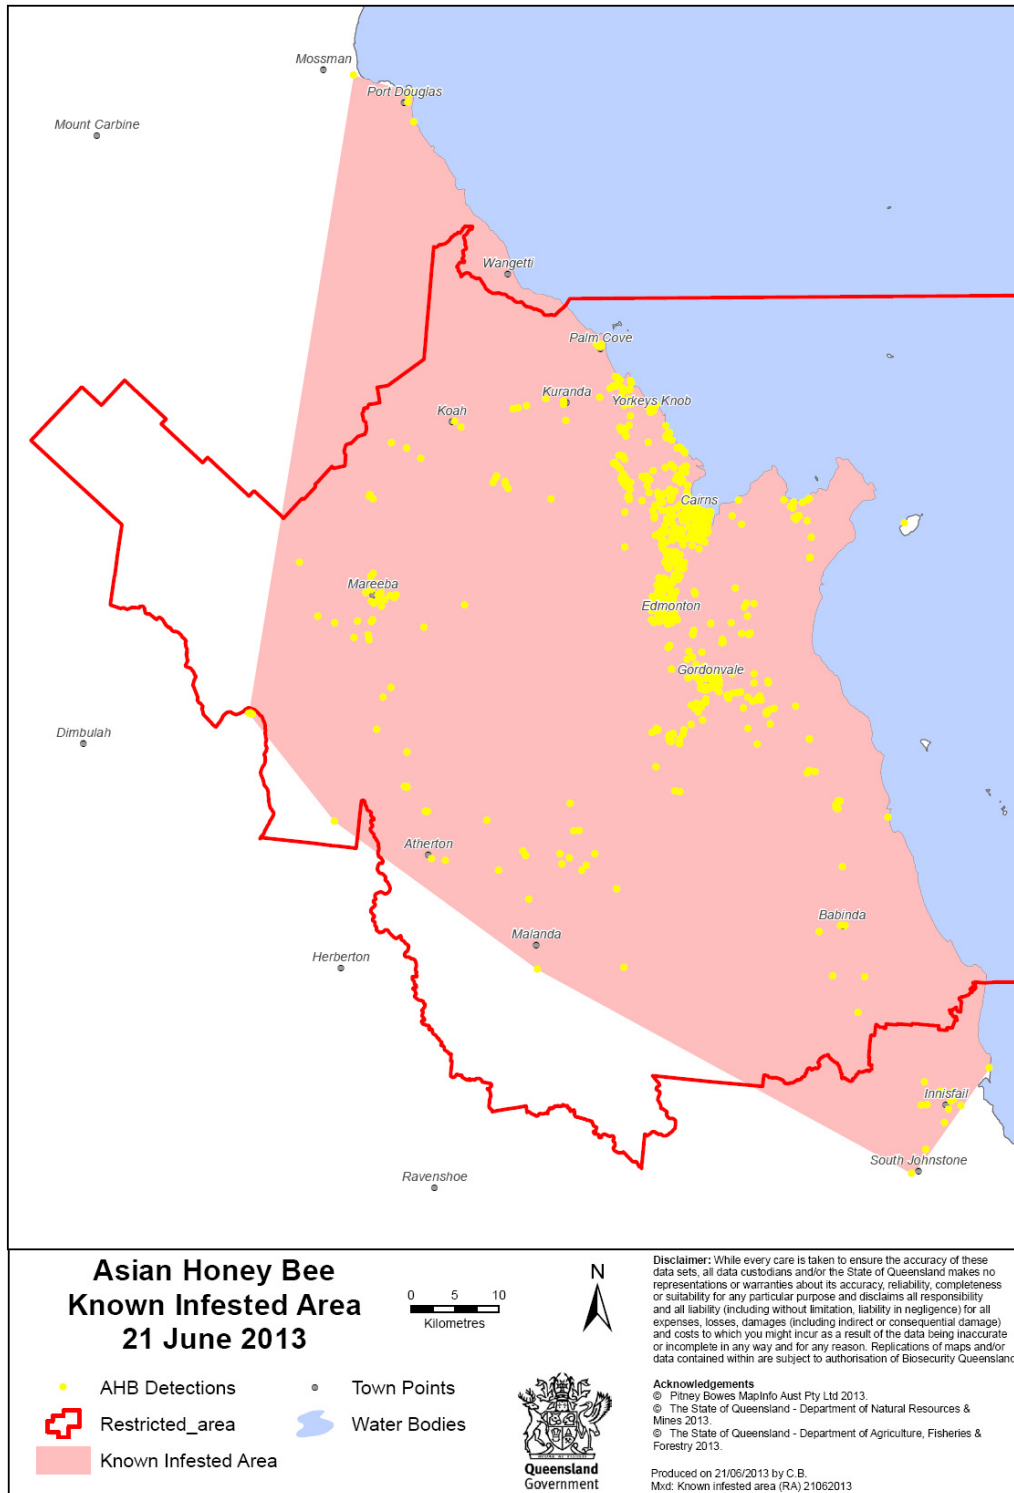 Mossman
Port Douglas
Mount Carbine
Wangetti
Palm Cove
Kuranda
Yorkeys Knob
Koah
Cairns
Mareeba
Edmonton
Gordonvale
Dimbulah
Atherton
Babinda
Malanda
Herberton
Innisfail
South Johnstone
Ravenshoe
Asian Honey Bee
Known Infested Area
21 June 2013
0 5 10
Kilometres
N
AHB Detections
Town Points
Restricted_area
Water Bodies
Known Infested Area
Queensland
Government
Disclaimer: While every care is taken to ensure the accuracy of these
data sets, all data custodians and/or the State of Queensland makes no
representations or warranties about its accuracy, reliability, completeness
or suitability for any particular purpose and disclaims all responsibility
and all liability (including without limitation, liability in negligence) for all
expenses, losses, damages (including indirect or consequential damage)
and costs to which you might incur as a result of the data being inaccurate
or incomplete in any way and for any reason. Replications of maps and/or
data contained within are subject to authorisation of Biosecurity Queensland
Acknowledgements
© Pitney Bowes MapInfo Aust Pty Ltd 2013.
© The State of Queensland - Department of Natural Resources &
Mines 2013.
© The State of Queensland - Department of Agriculture, Fisheries &
Forestry 2013.
Produced on 21/06/2013 by C.B.
Mxd: Known infested area (RA) 21062013